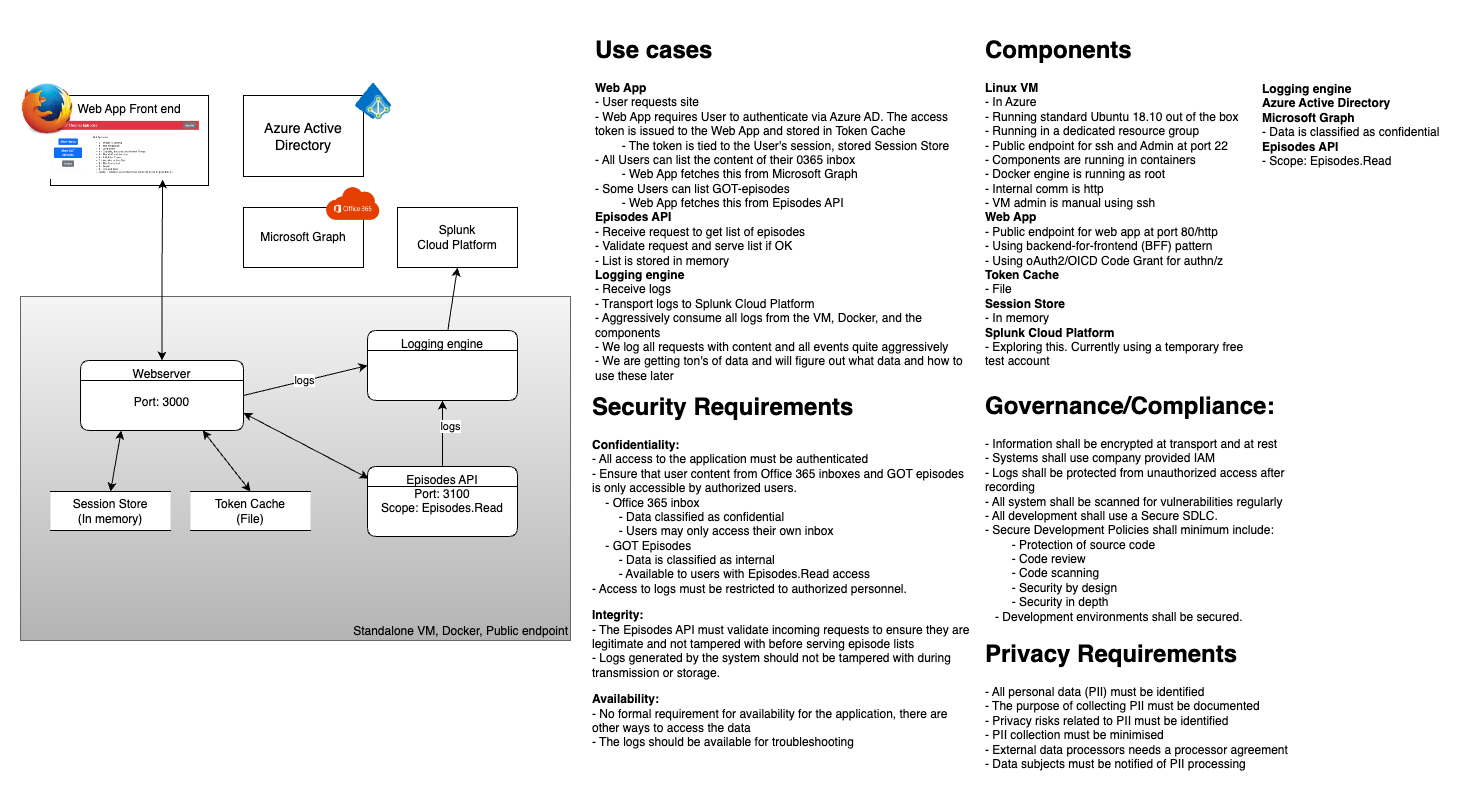 Web App Front end
Azure Active
Directory
Office 365
Microsoft Graph
Splunk
Cloud Platform
Logging engine
Webserver
Port: 3000
logs
logs
Episodes API
Port: 3100
Scope: Episodes.Read
Session Store
(In memory)
Token Cache
(File)
Standalone VM, Docker, Public endpoint
Use cases
Web App
- User requests site
- Web App requires User to authenticate via Azure AD. The access
token is issued to the Web App and stored in Token Cache
- The token is tied to the User's session, stored Session Store
- All Users can list the content of their 0365 inbox
- Web App fetches this from Microsoft Graph
- Some Users can list GOT-episodes
- Web App fetches this from Episodes API
Episodes API
- Receive request to get list of episodes
- Validate request and serve list if OK
- List is stored in memory
Logging engine
- Receive logs
- Transport logs to Splunk Cloud Platform
- Aggressively consume all logs from the VM, Docker, and the
components
- We log all requests with content and all events quite aggressively
- We are getting ton's of data and will figure out what data and how to
use these later
Components
Linux VM
- In Azure
- Running standard Ubuntu 18.10 out of the box
- Running in a dedicated resource group
- Public endpoint for ssh and Admin at port 22
- Components are running in containers
- Docker engine is running as root
- Internal comm is http
- VM admin is manual using ssh
Web App
- Public endpoint for web app at port 80/http
- Using backend-for-frontend (BFF) pattern
- Using oAuth2/OICD Code Grant for authn/z
Token Cache
- File
Session Store
- In memory
Splunk Cloud Platform
- Exploring this. Currently using a temporary free
test account
Logging engine
Azure Active Directory
Microsoft Graph
- Data is classified as confidential
Episodes API
- Scope: Episodes.Read
Security Requirements
Confidentiality:
- All access to the application must be authenticated
- Ensure that user content from Office 365 inboxes and GOT episodes
is only accessible by authorized users.
- Office 365 inbox
- Data classified as confidential
- Users may only access their own inbox
- GOT Episodes
- Data is classified as internal
- Available to users with Episodes.Read access
- Access to logs must be restricted to authorized personnel.
Integrity:
- The Episodes API must validate incoming requests to ensure they are
legitimate and not tampered with before serving episode lists
- Logs generated by the system should not be tampered with during
transmission or storage.
Availability:
- No formal requirement for availability for the application, there are
other ways to access the data
- The logs should be available for troubleshooting
Governance/Compliance:
- Information shall be encrypted at transport and at rest
- Systems shall use company provided IAM
- Logs shall be protected from unauthorized access after
recording
- All system shall be scanned for vulnerabilities regularly
- All development shall use a Secure SDLC.
- Secure Development Policies shall minimum include:
- Protection of source code
- Code review
- Code scanning
- Security by design
- Security in depth
- Development environments shall be secured.
Privacy Requirements
- All personal data (PII) must be identified
- The purpose of collecting PII must be documented
- Privacy risks related to PII must be identified
- PII collection must be minimised
- External data processors needs a processor agreement
- Data subjects must be notified of PII processing